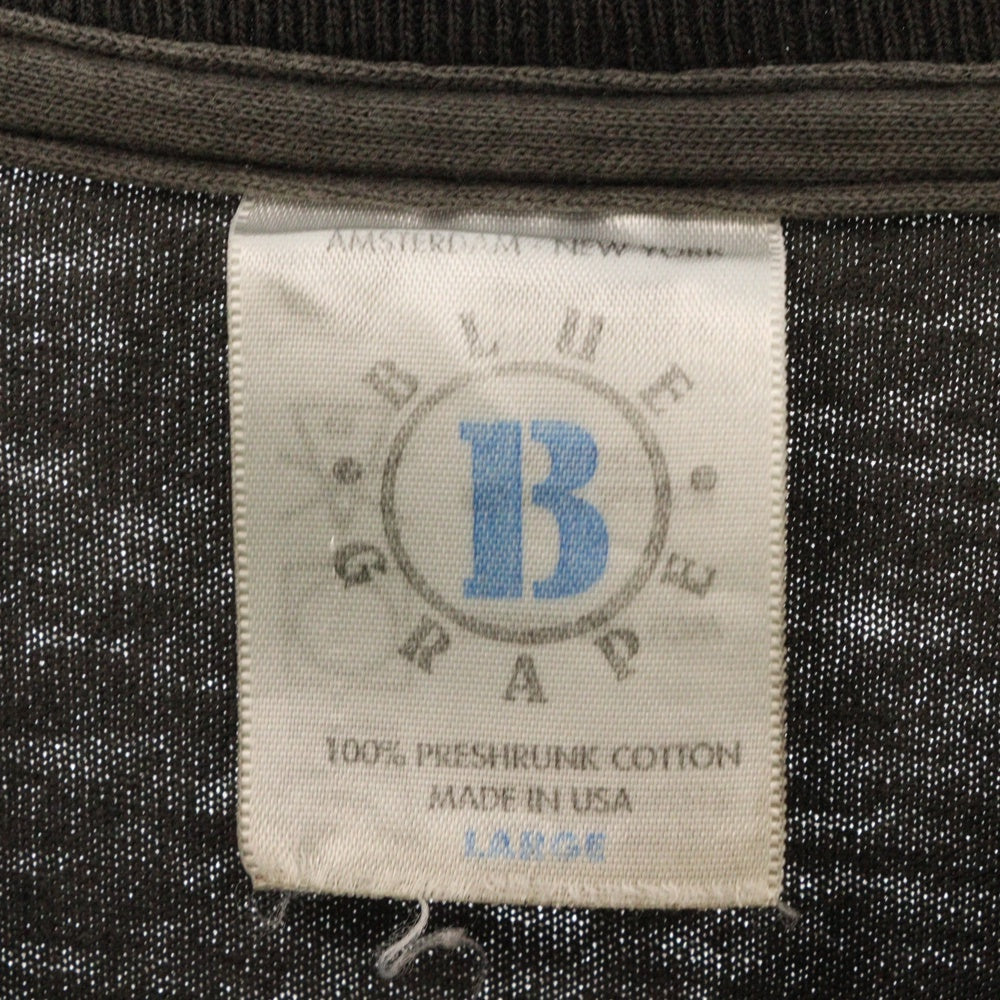 AMSTERDAM NEW YORK
BLUE
B
GRAPE
100% PRESHRUNK COTTON
MADE IN USA
LARGE